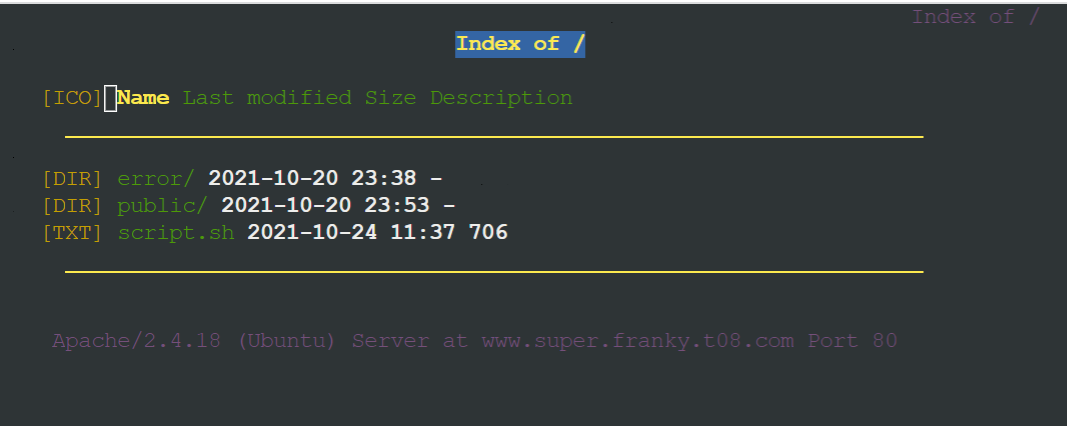 Index of /
Index of /
[ICO] Name Last modified Size Description
[DIR] error/ 2021-10-20 23:38 -
[DIR] public/ 2021-10-20 23:53 -
[TXT] script.sh 2021-10-24 11:37 706
Apache/2.4.18 (Ubuntu) Server at www.super.franky.t08.com Port 80